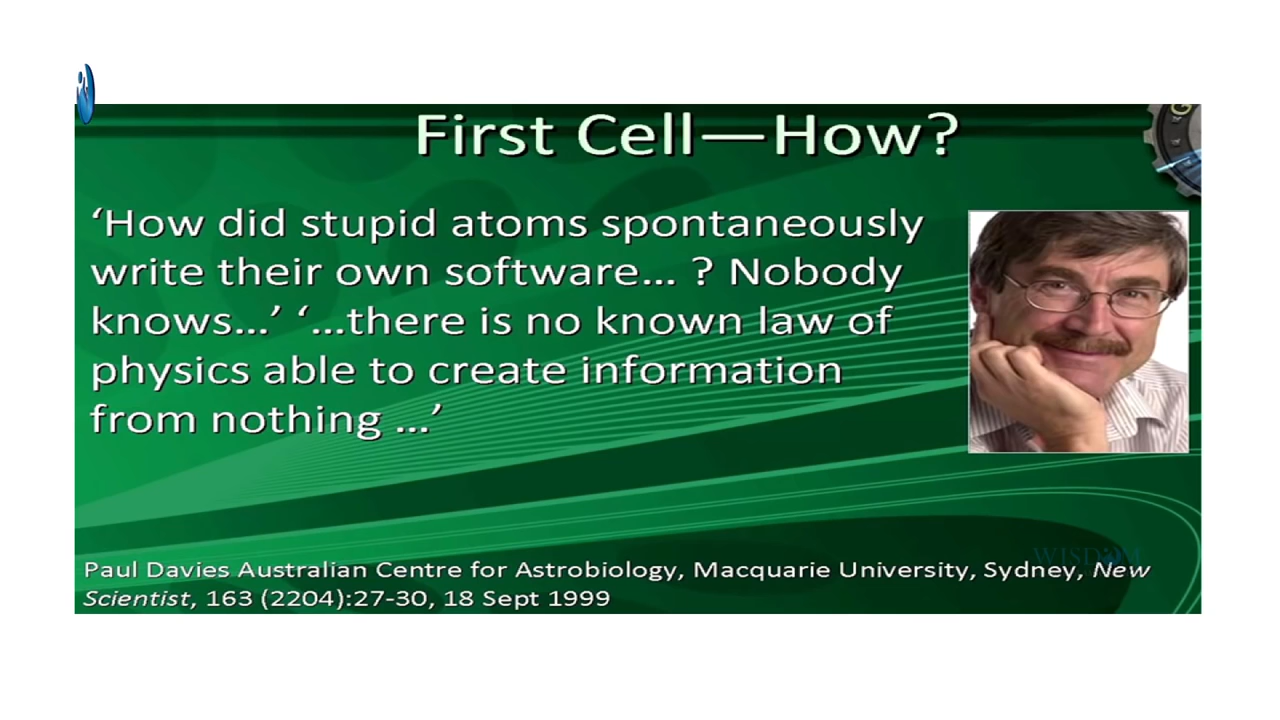 First Cell—How?
‘How did stupid atoms spontaneously
write their own software… ? Nobody
knows…’ ‘…there is no known law of
physics able to create information
from nothing …’
WISDOM
Paul Davies Australian Centre for Astrobiology, Macquarie University, Sydney, New
Scientist, 163 (2204):27-30, 18 Sept 1999